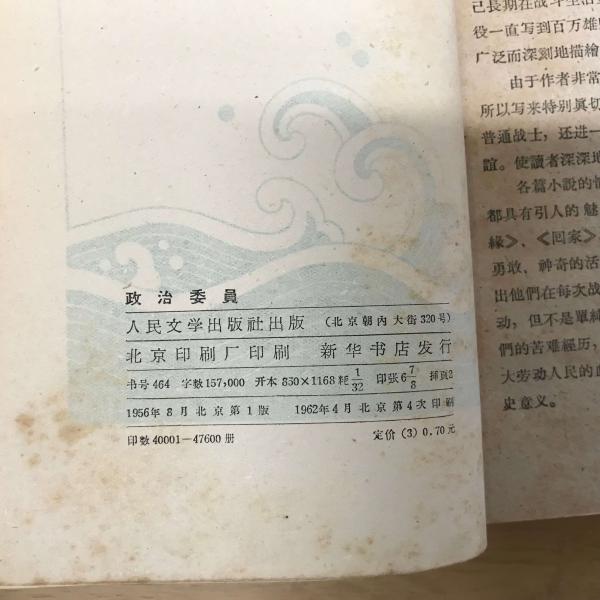 政治委員
人民文学出版社出版 (北京朝內大街320号)
北京印刷厂印刷 新华书店发行
书号464 字数157,000 开本850×1168耗1/32 印张6 7/8 插頁2
1956年8月北京第1版 1962年4月北京第4次印刷
印数40001—47600册 定价(3)0.70元
己長期在战斗生活
役一直写到百万雄
广泛而深刻地描繪
由于作者非常
所以写来特别眞切
普通战士，还进一
誼。使讀者深深地
各篇小說的情
都具有引人的魅
緣》、《回家》
勇敢、神奇的活
出他們在每次战
动，但不是單純
們的苦难經历，
大劳动人民的血
史意义。